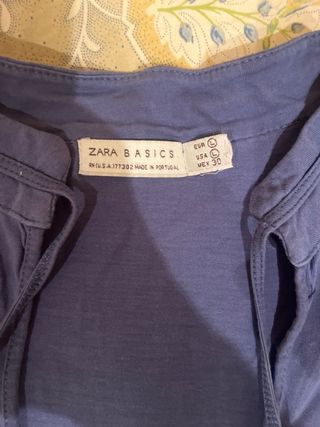 ZARA BASICS
RN(U.S.A.)77302 MADE IN PORTUGAL
EUR L
USA L
MEX 30